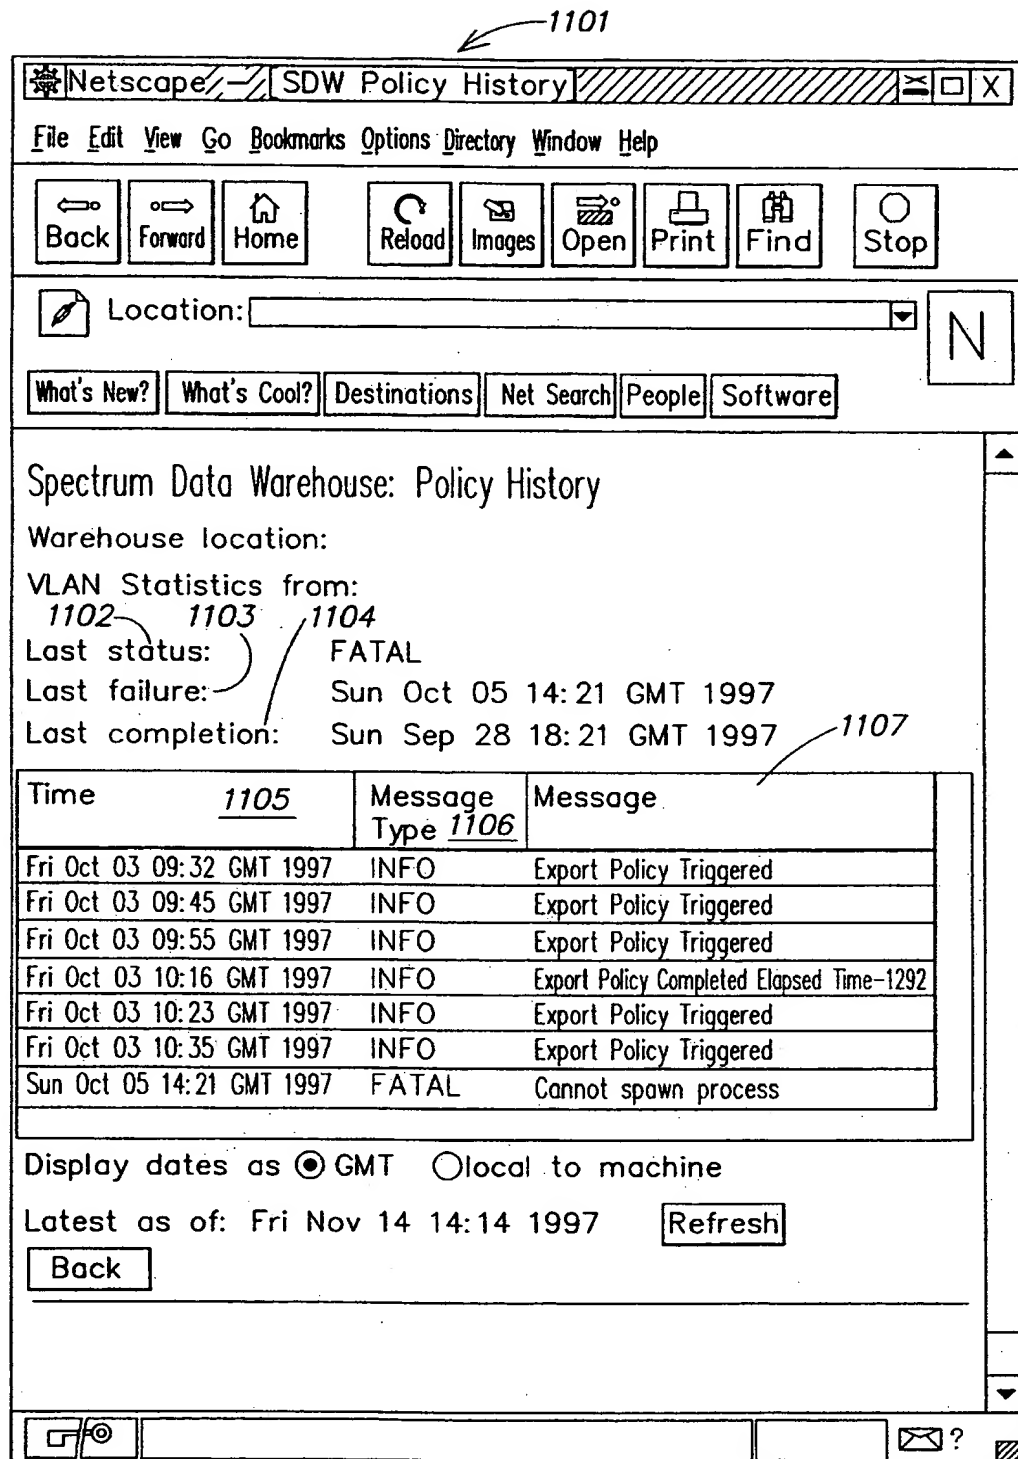 1101
Netscape — SDW Policy History X
File Edit View Go Bookmarks Options Directory Window Help
Back Forward Home Reload Images Open Print Find Stop
Location: N
What's New? What's Cool? Destinations Net Search People Software
Spectrum Data Warehouse: Policy History
Warehouse location:
VLAN Statistics from:
1102 1103 1104
Last status: FATAL
Last failure: Sun Oct 05 14:21 GMT 1997
Last completion: Sun Sep 28 18:21 GMT 1997 1107
Time 1105 Message Message
Type 1106
Fri Oct 03 09:32 GMT 1997 INFO Export Policy Triggered
Fri Oct 03 09:45 GMT 1997 INFO Export Policy Triggered
Fri Oct 03 09:55 GMT 1997 INFO Export Policy Triggered
Fri Oct 03 10:16 GMT 1997 INFO Export Policy Completed Elapsed Time-1292
Fri Oct 03 10:23 GMT 1997 INFO Export Policy Triggered
Fri Oct 03 10:35 GMT 1997 INFO Export Policy Triggered
Sun Oct 05 14:21 GMT 1997 FATAL Cannot spawn process
Display dates as GMT local to machine
Latest as of: Fri Nov 14 14:14 1997 Refresh
Back
?